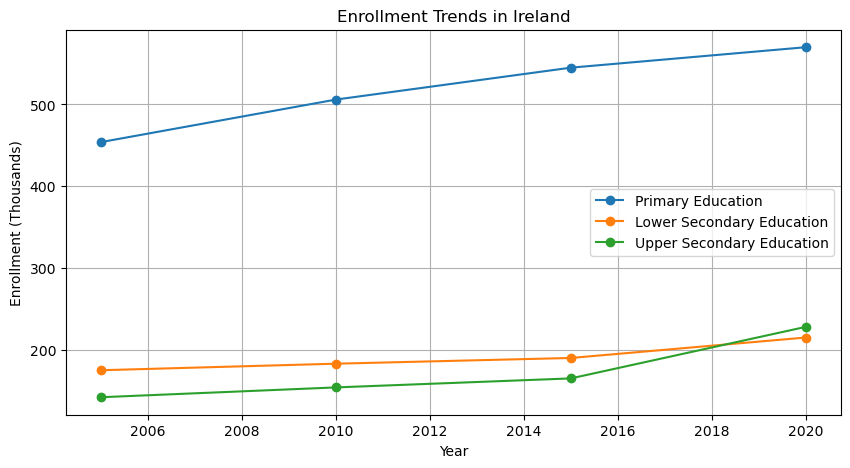 Enrollment Trends in Ireland
Enrollment (Thousands)
500
400
300
200
Primary Education
Lower Secondary Education
Upper Secondary Education
2006 2008 2010 2012 2014 2016 2018 2020
Year